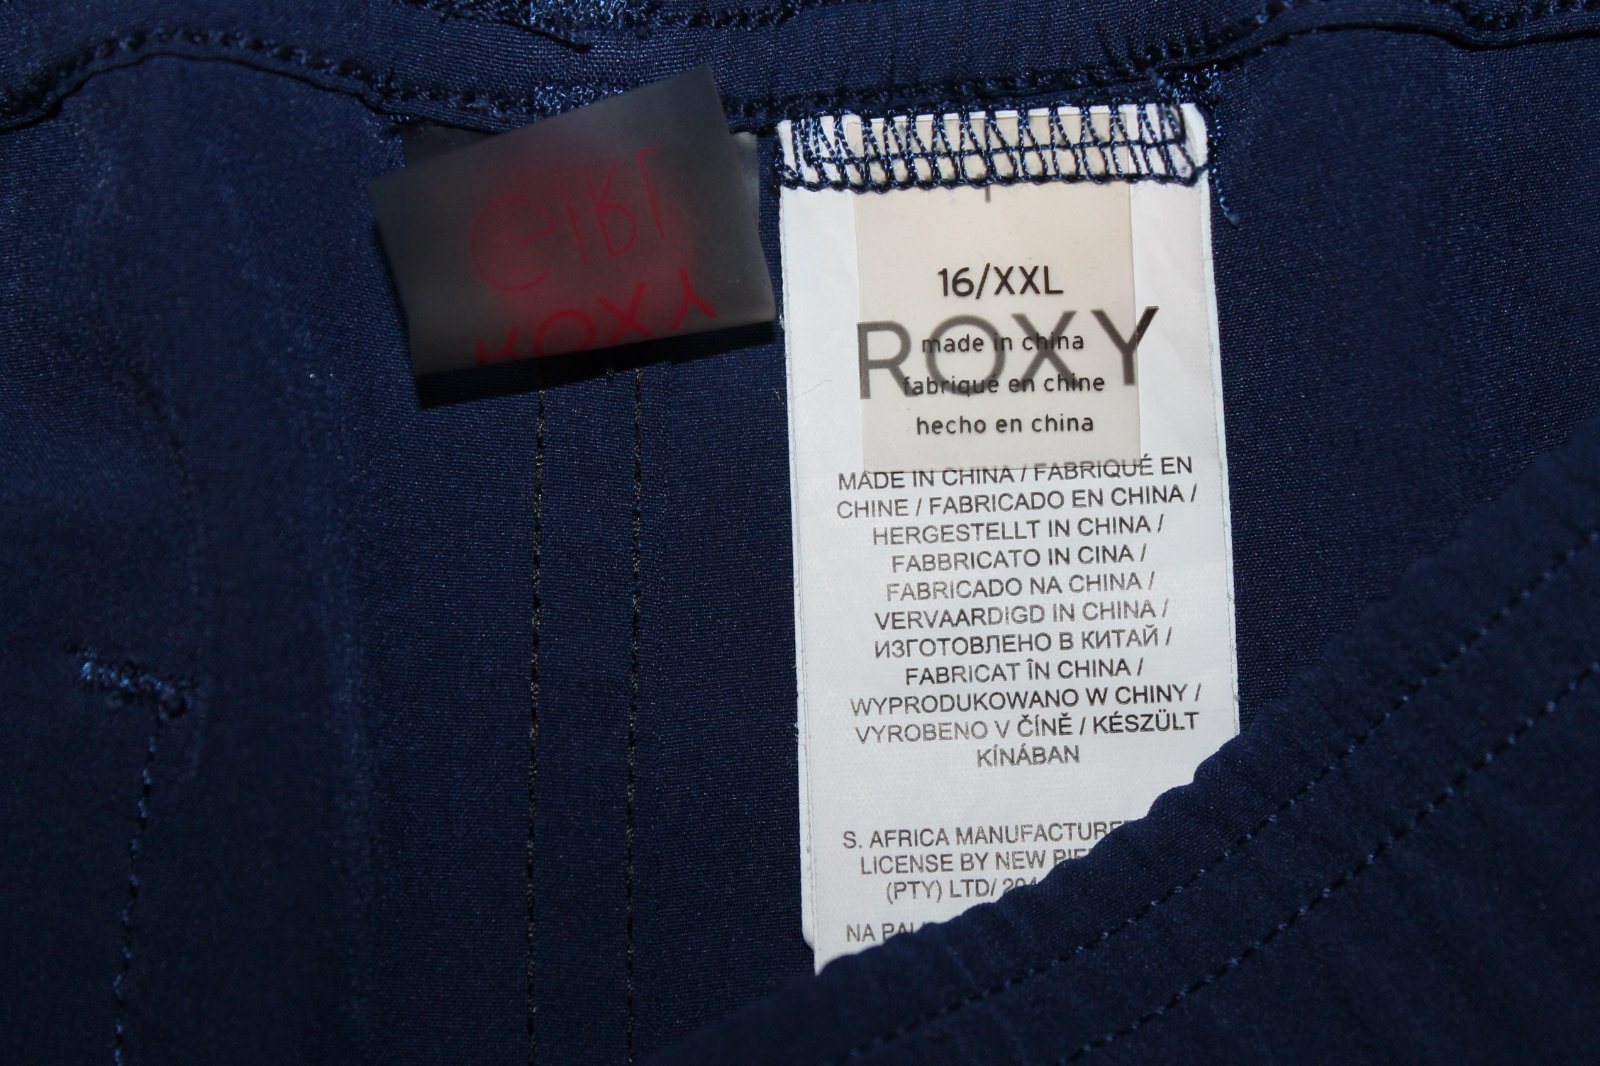 GIRL
ROXY
16/XXL
ROXY
made in china
fabriqué en chine
hecho en china
MADE IN CHINA / FABRIQUÉ EN
CHINE / FABRICADO EN CHINA /
HERGESTELLT IN CHINA /
FABBRICATO IN CINA /
FABRICADO NA CHINA /
VERVAARDIGD IN CHINA /
ИЗГОТОВЛЕНО В КИТАЙ /
FABRICAT ÎN CHINA /
WYPRODUKOWANO W CHINY /
VYROBENO V ČÍNĚ / KÉSZÜLT
KÍNÁBAN
S. AFRICA
LICENSE BY NEW
(PTY) LTD/
NA